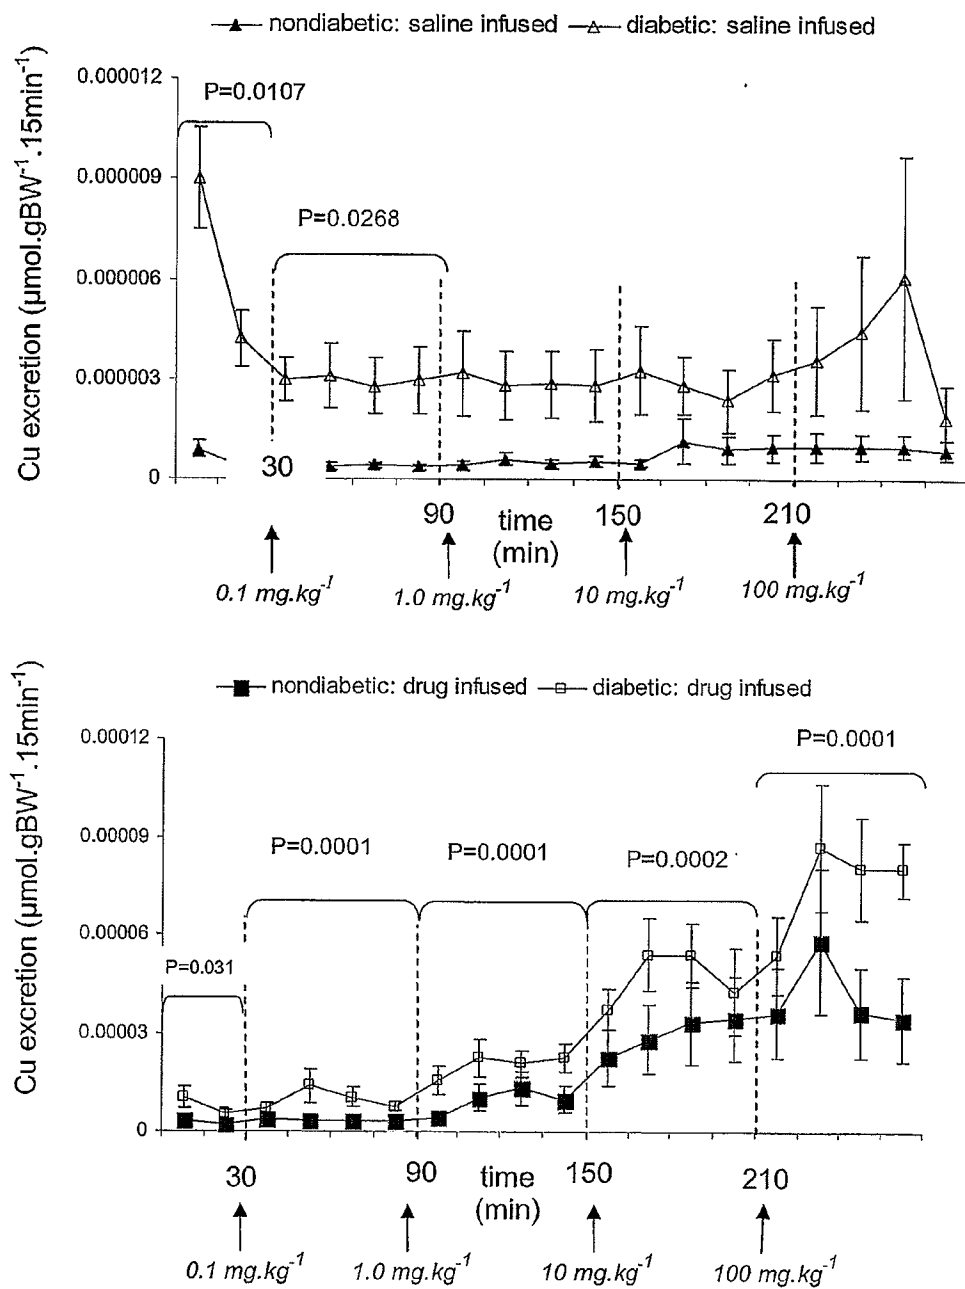 nondiabetic: saline infused diabetic: saline infused
Cu excretion (µmol.gBW-1.15min-1)
0.000012
P=0.0107
0.000009
P=0.0268
0.000006
0.000003
0
30
90 time 150 210
(min)
0.1 mg.kg-1 1.0 mg.kg-1 10 mg.kg-1 100 mg.kg-1
nondiabetic: drug infused diabetic: drug infused
Cu excretion (µmol.gBW-1.15min-1)
0.00012
P=0.0001
0.00009
P=0.0001 P=0.0001 P=0.0002
0.00006
P=0.031
0.00003
0
30 90 time 150 210
(min)
0.1 mg.kg-1 1.0 mg.kg-1 10 mg.kg-1 100 mg.kg-1